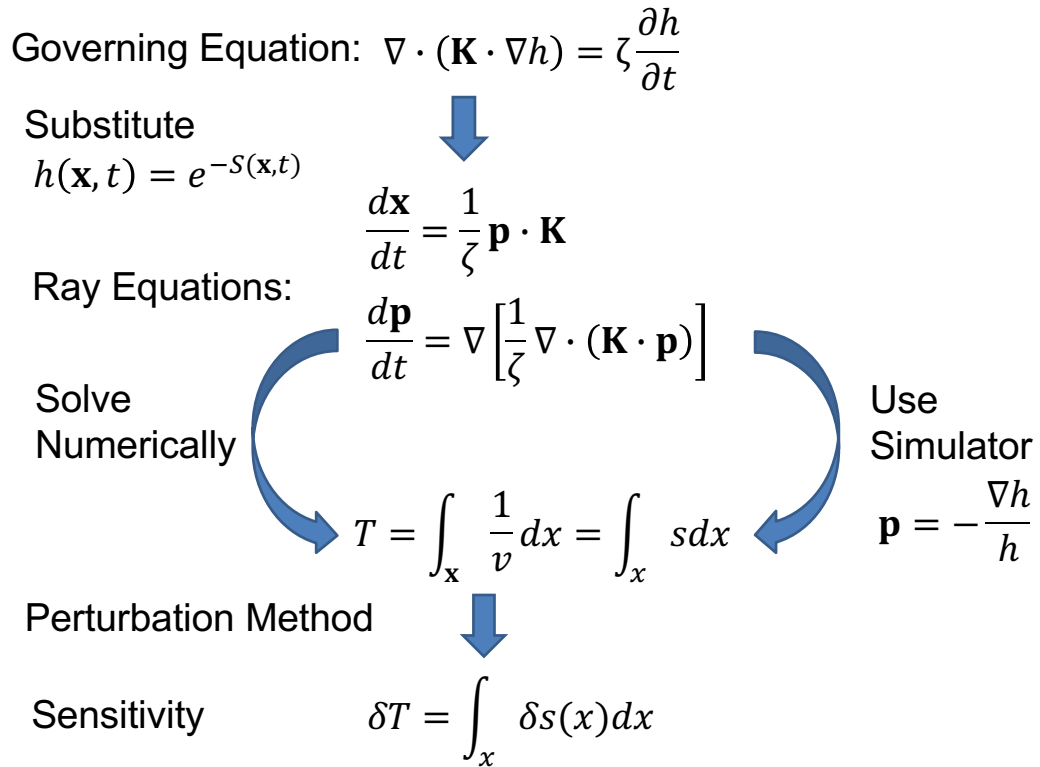 Governing Equation: ∇ · (𝐊 · ∇h) = ζ ∂h/∂t
Substitute
h(𝐱, t) = e^{−S(𝐱,t)}
d𝐱/dt = 1/ζ 𝐩 · 𝐊
Ray Equations:
d𝐩/dt = ∇ [1/ζ ∇ · (𝐊 · 𝐩)]
Solve
Numerically
Use
Simulator
𝐩 = − ∇h/h
T = ∫_𝐱 1/v dx = ∫_x sdx
Perturbation Method
Sensitivity
δT = ∫_x δs(x)dx